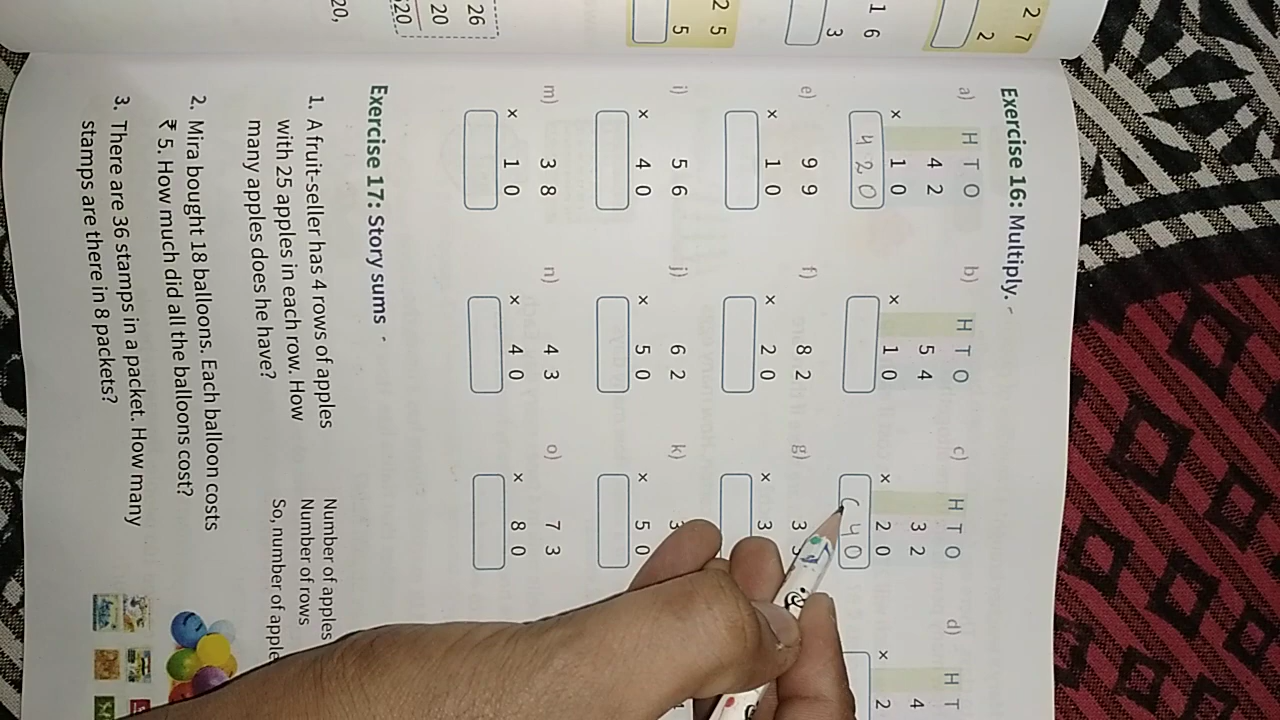 2 7
2
1 6
3
2 5
5
26
20
20
20,
Exercise 16: Multiply.
a) H T O b) H T O c) H T O d) H T
4 2 5 4 3 2 4
× 1 0 × 1 0 × 2 0 × 2
4 2 0 6 4 0
e) 9 9 f) 8 2 g) 3
× 1 0 × 2 0 × 3
i) 5 6 j) 6 2 k)
× 4 0 × 5 0 × 5 0
m) 3 8 n) 4 3 o) 7 3
× 1 0 × 4 0 × 8 0
Exercise 17: Story sums
1. A fruit-seller has 4 rows of apples
with 25 apples in each row. How
many apples does he have?
Number of apples
Number of rows
So, number of apple
2. Mira bought 18 balloons. Each balloon costs
₹ 5. How much did all the balloons cost?
3. There are 36 stamps in a packet. How many
stamps are there in 8 packets?